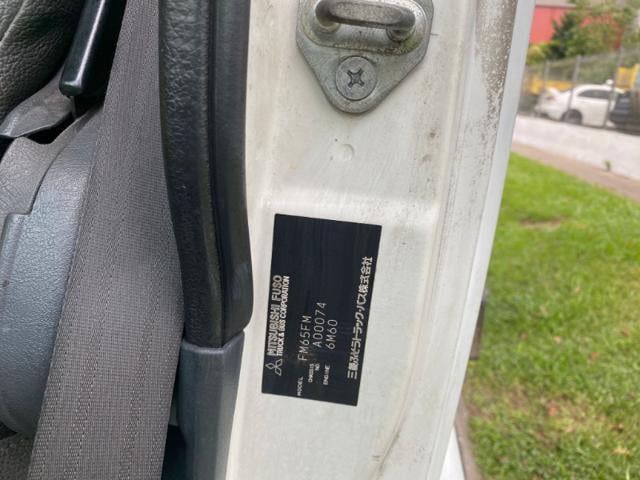 MITSUBISHI FUSO
TRUCK & BUS CORPORATION
MODEL FM65FM
CHASSIS NO. A00074
ENGINE 6M60
三菱ふそうトラック・バス株式会社